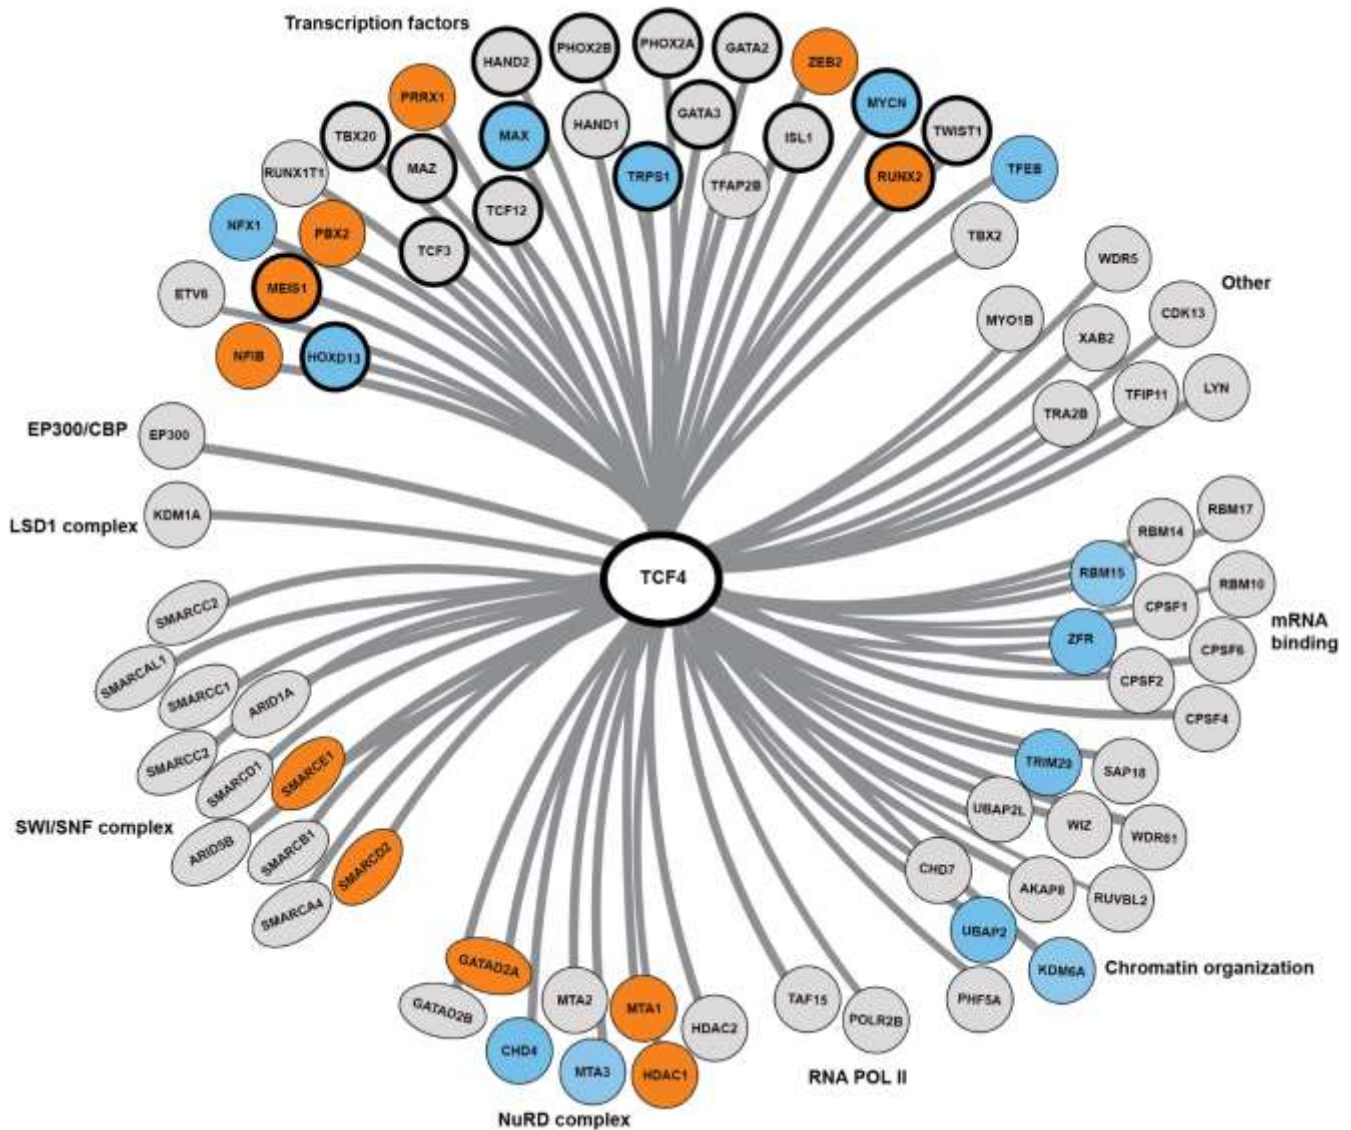 Transcription factors
HAND2
PHOX2B
PHOX2A
GATA2
ZEB2
PRRX1
MYCN
TBX20
MAX
HAND1
GATA3
ISL1
TWIST1
RUNX1T1
MAZ
TRPS1
TFAP2B
RUNX2
TFEB
NFX1
PBX2
TCF12
TCF3
TBX2
ETV6
MEIS1
NFIB
HOXD13
Other
WDR5
MYO1B
XAB2
CDK13
TRA2B
TFIP11
LYN
EP300/CBP
EP300
LSD1 complex
KDM1A
TCF4
RBM17
RBM14
RBM15
RBM10
CPSF1
ZFR
mRNA
binding
CPSF6
CPSF2
CPSF4
SMARCC2
SMARCAL1
SMARCC1
ARID1A
SMARCC2
SMARCD1
SMARCE1
SWI/SNF complex
ARID5B
SMARCB1
SMARCD2
SMARCA4
TRIM29
SAP18
UBAP2L
WIZ
WDR61
CHD7
AKAP8
RUVBL2
UBAP2
KDM6A
Chromatin organization
PHF5A
GATAD2A
GATAD2B
MTA2
MTA1
HDAC2
CHD4
MTA3
HDAC1
NuRD complex
TAF15
POLR2B
RNA POL II